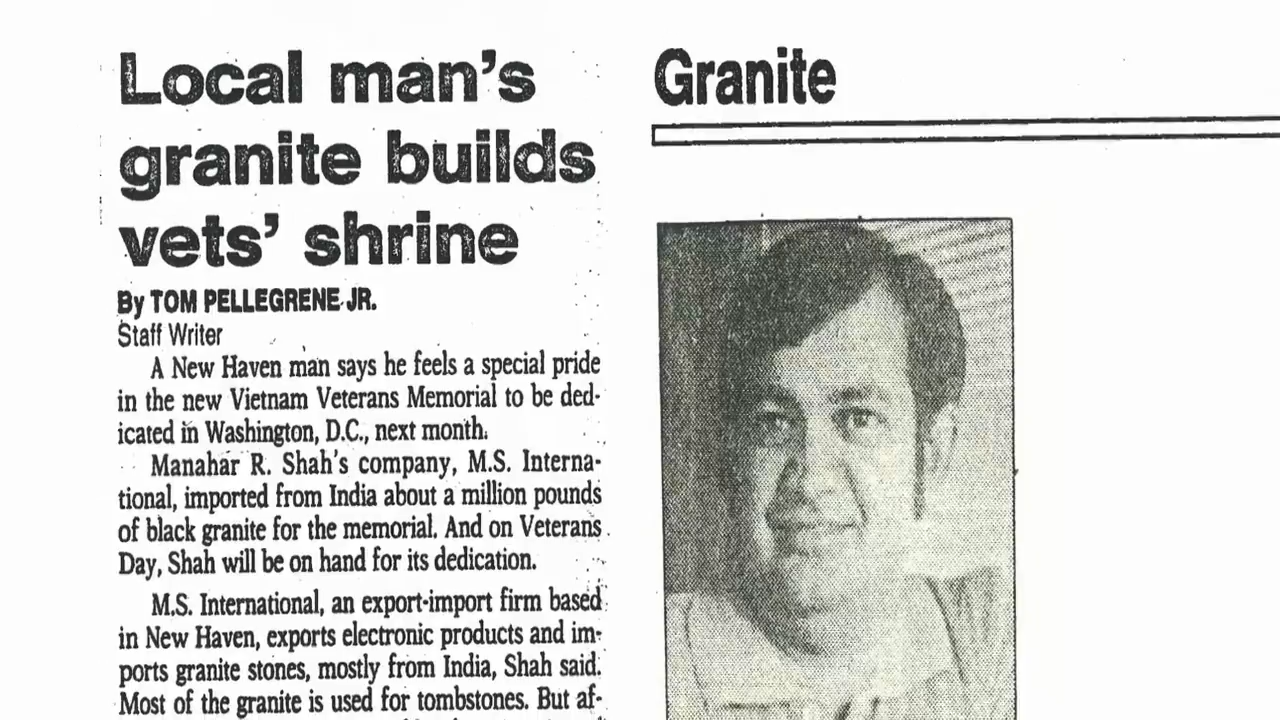 Local man's
granite builds
vets' shrine
By TOM PELLEGRENE JR.
Staff Writer
A New Haven man says he feels a special pride
in the new Vietnam Veterans Memorial to be ded-
icated in Washington, D.C., next month.
Manahar R. Shah's company, M.S. Interna-
tional, imported from India about a million pounds
of black granite for the memorial. And on Veterans
Day, Shah will be on hand for its dedication.
M.S. International, an export-import firm based
in New Haven, exports electronic products and im-
ports granite stones, mostly from India, Shah said.
Most of the granite is used for tombstones. But af-
Granite